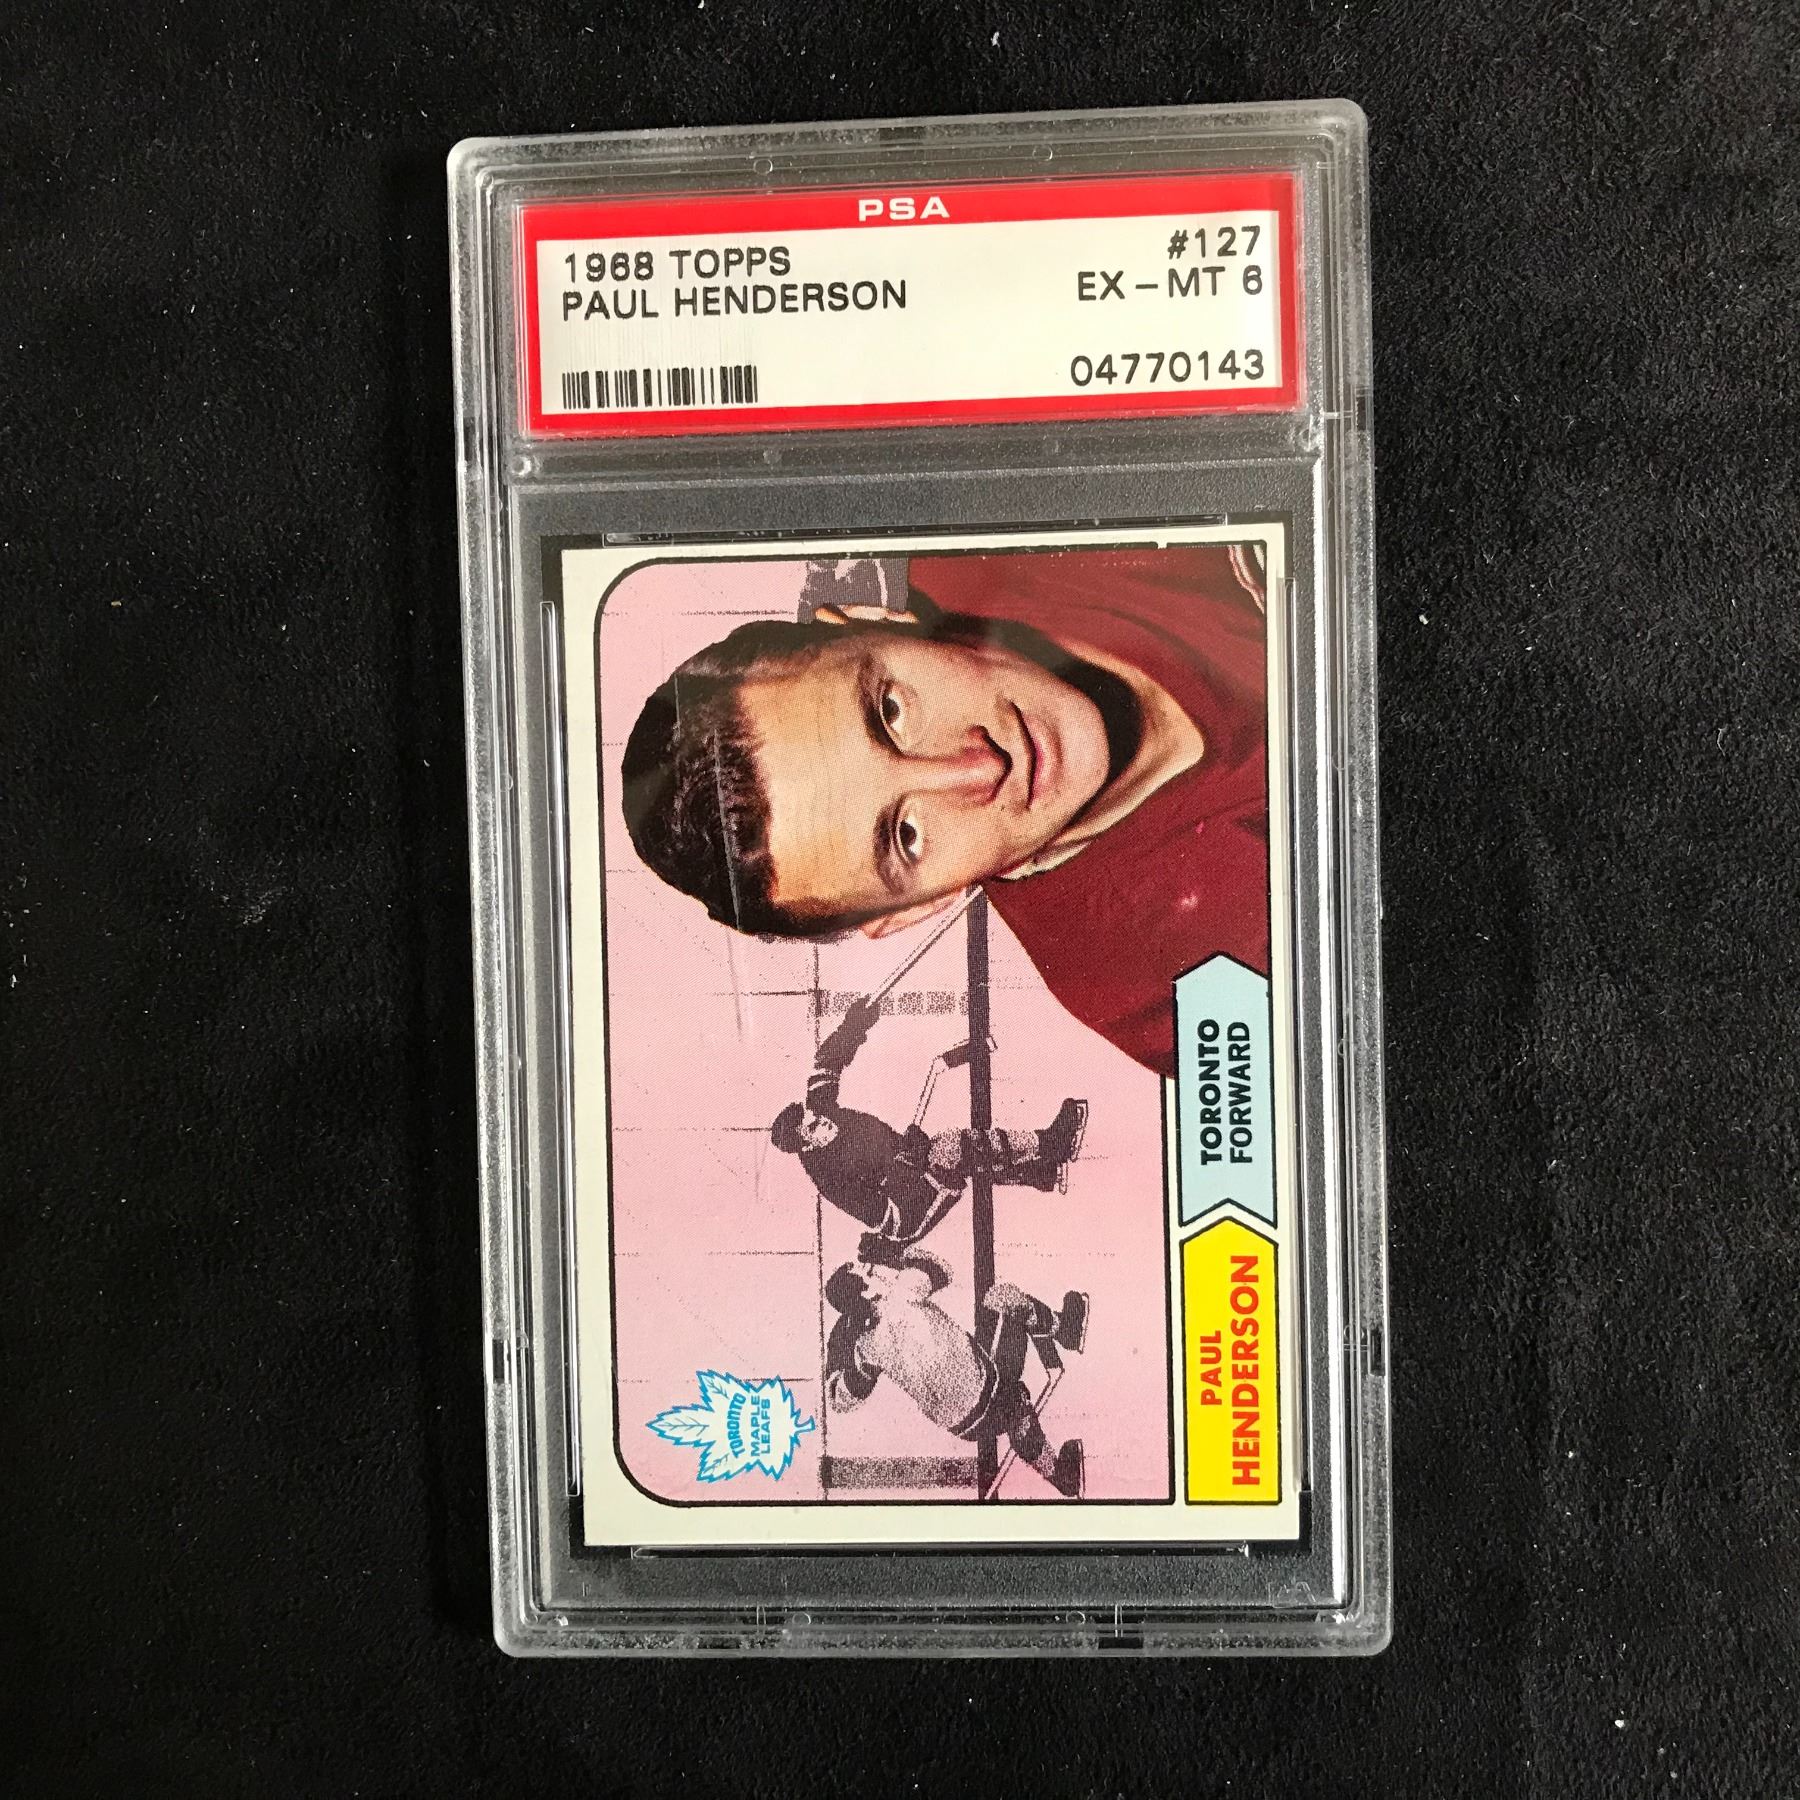 PSA
1968 TOPPS
#127
PAUL HENDERSON
EX-MT 6
04770143
TORONTO
MAPLE
LEAFS
PAUL
HENDERSON
TORONTO
FORWARD